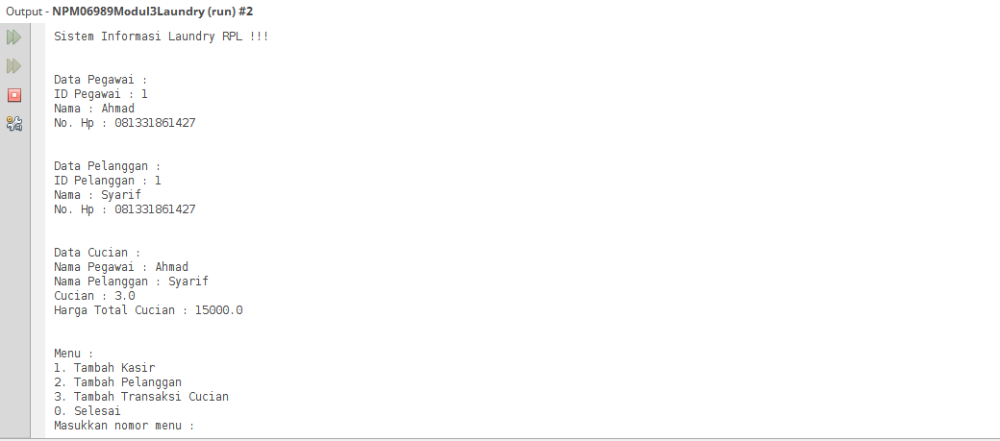 Output - NPM06989Modul3Laundry (run) #2
Sistem Informasi Laundry RPL !!!
Data Pegawai :
ID Pegawai : 1
Nama : Ahmad
No. Hp : 081331861427
Data Pelanggan :
ID Pelanggan : 1
Nama : Syarif
No. Hp : 081331861427
Data Cucian :
Nama Pegawai : Ahmad
Nama Pelanggan : Syarif
Cucian : 3.0
Harga Total Cucian : 15000.0
Menu :
1. Tambah Kasir
2. Tambah Pelanggan
3. Tambah Transaksi Cucian
0. Selesai
Masukkan nomor menu :